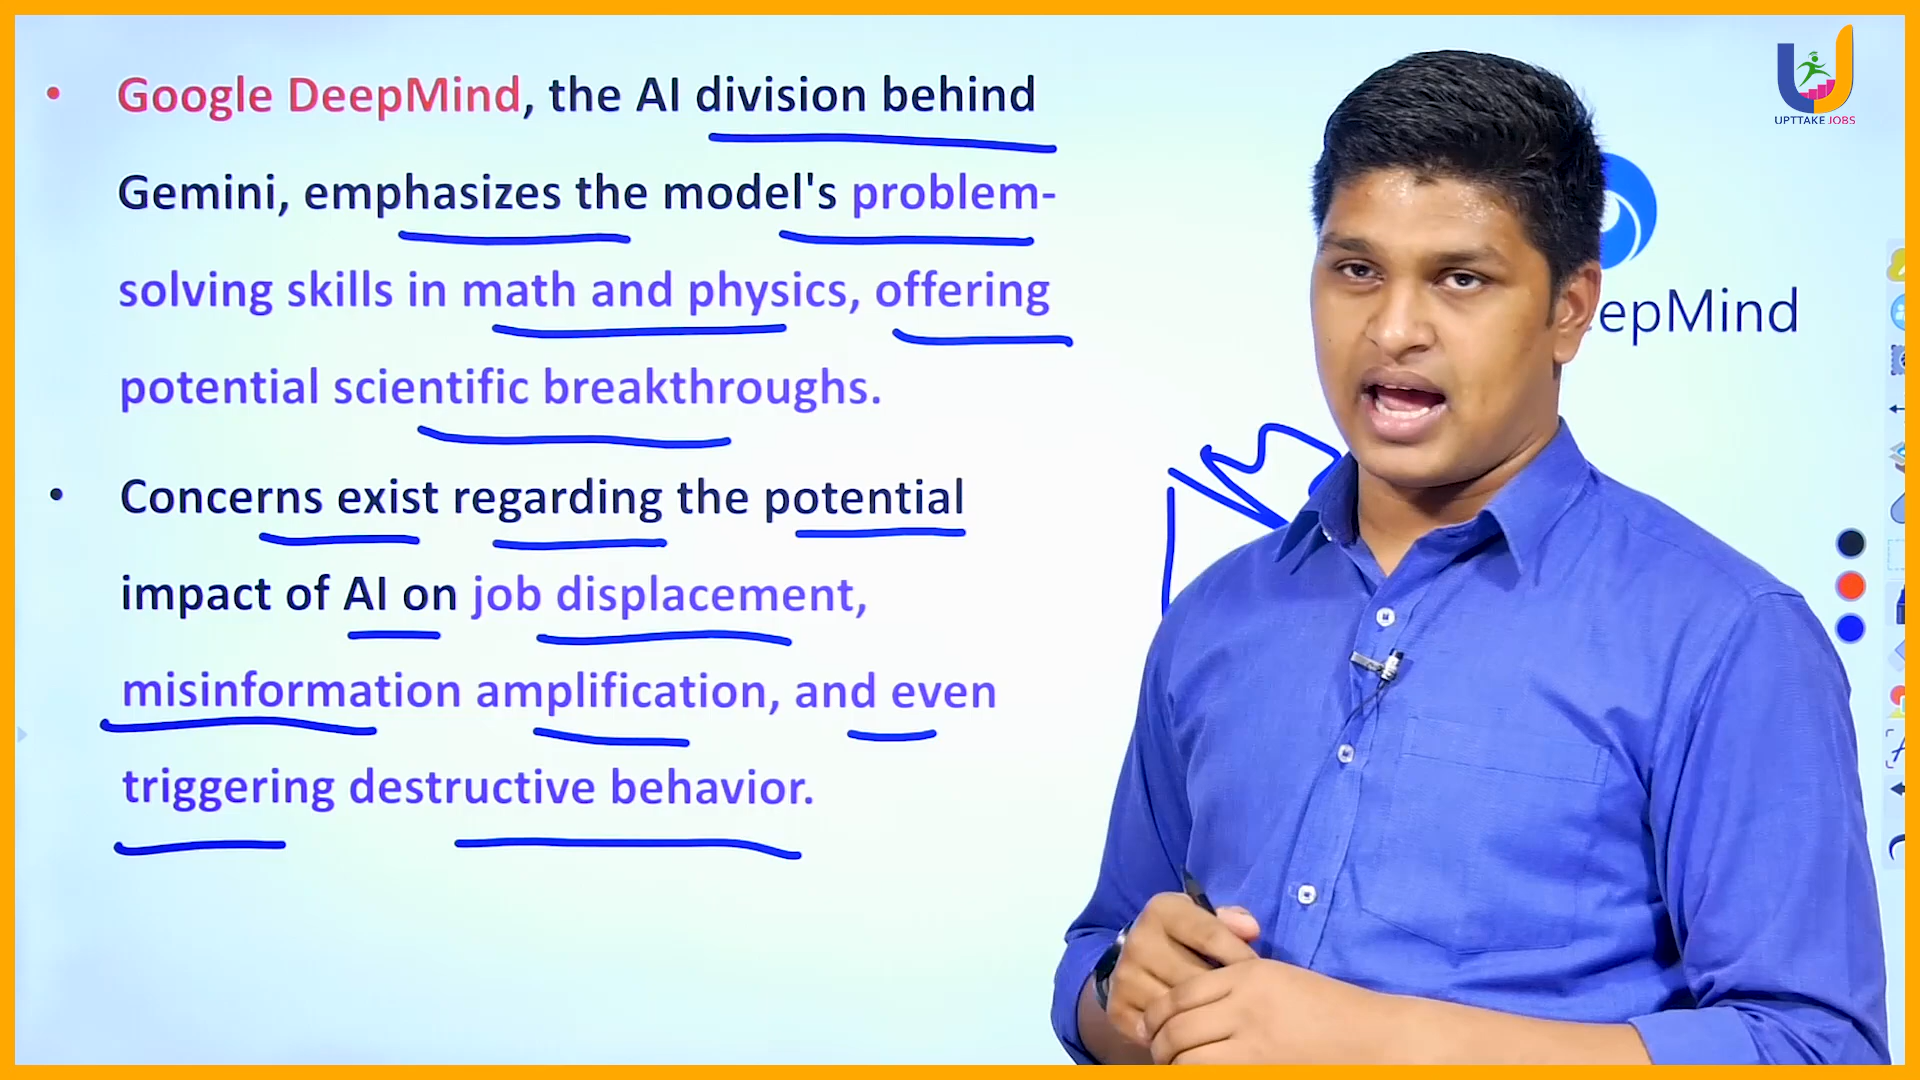 • Google DeepMind, the AI division behind
Gemini, emphasizes the model's problem-
solving skills in math and physics, offering
potential scientific breakthroughs.
• Concerns exist regarding the potential
impact of AI on job displacement,
misinformation amplification, and even
triggering destructive behavior.
UPTTAKE JOBS
epMind